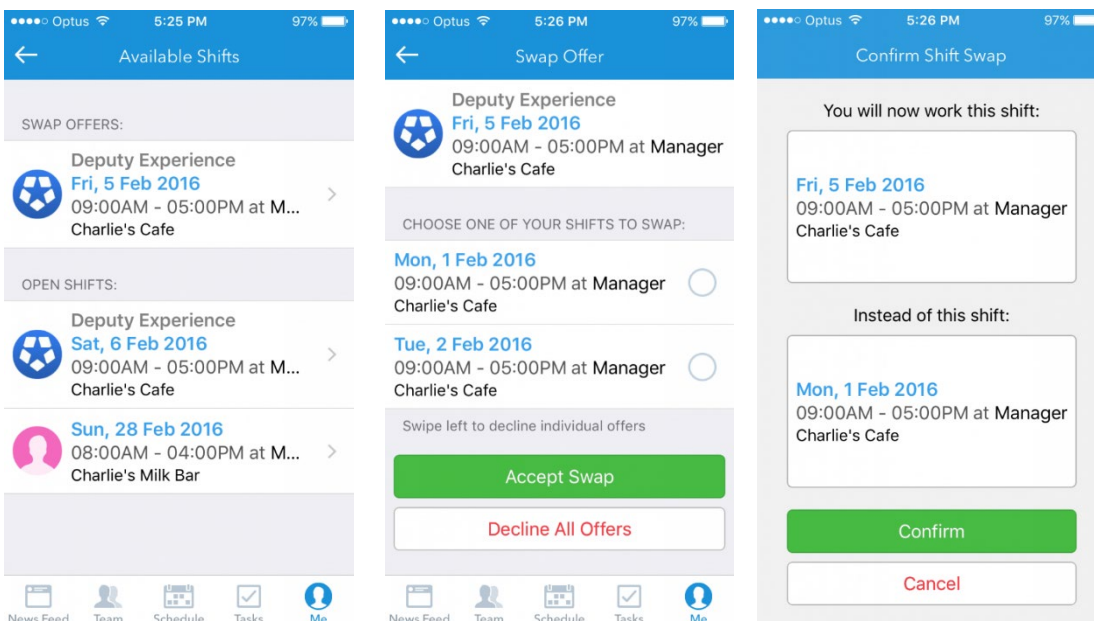 Optus 5:25 PM 97%
Available Shifts
SWAP OFFERS:
Deputy Experience
Fri, 5 Feb 2016
09:00AM - 05:00PM at M...
Charlie's Cafe
OPEN SHIFTS:
Deputy Experience
Sat, 6 Feb 2016
09:00AM - 05:00PM at M...
Charlie's Cafe
Sun, 28 Feb 2016
08:00AM - 04:00PM at M...
Charlie's Milk Bar
News Feed Team Schedule Tasks Me
Optus 5:26 PM 97%
Swap Offer
Deputy Experience
Fri, 5 Feb 2016
09:00AM - 05:00PM at Manager
Charlie's Cafe
CHOOSE ONE OF YOUR SHIFTS TO SWAP:
Mon, 1 Feb 2016
09:00AM - 05:00PM at Manager
Charlie's Cafe
Tue, 2 Feb 2016
09:00AM - 05:00PM at Manager
Charlie's Cafe
Swipe left to decline individual offers
Accept Swap
Decline All Offers
News Feed Team Schedule Tasks Me
Optus 5:26 PM 97%
Confirm Shift Swap
You will now work this shift:
Fri, 5 Feb 2016
09:00AM - 05:00PM at Manager
Charlie's Cafe
Instead of this shift:
Mon, 1 Feb 2016
09:00AM - 05:00PM at Manager
Charlie's Cafe
Confirm
Cancel